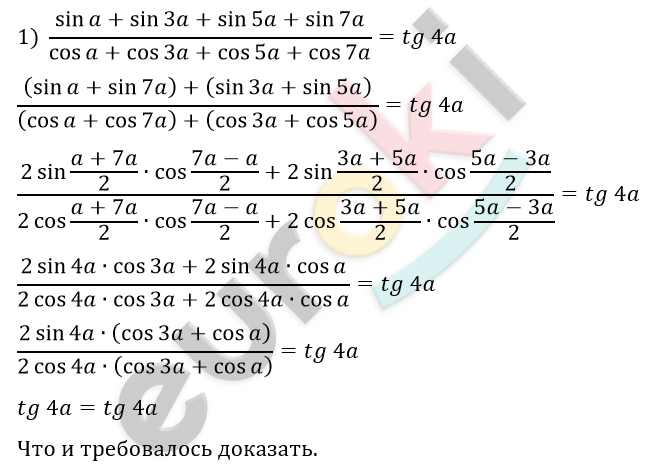 1) (sin a + sin 3a + sin 5a + sin 7a)/(cos a + cos 3a + cos 5a + cos 7a) = tg 4a
((sin a + sin 7a) + (sin 3a + sin 5a))/((cos a + cos 7a) + (cos 3a + cos 5a)) = tg 4a
(2 sin (a + 7a)/2 · cos (7a − a)/2 + 2 sin (3a + 5a)/2 · cos (5a − 3a)/2)/(2 cos (a + 7a)/2 · cos (7a − a)/2 + 2 cos (3a + 5a)/2 · cos (5a − 3a)/2) = tg 4a
(2 sin 4a · cos 3a + 2 sin 4a · cos a)/(2 cos 4a · cos 3a + 2 cos 4a · cos a) = tg 4a
(2 sin 4a · (cos 3a + cos a))/(2 cos 4a · (cos 3a + cos a)) = tg 4a
tg 4a = tg 4a
Что и требовалось доказать.
euroki